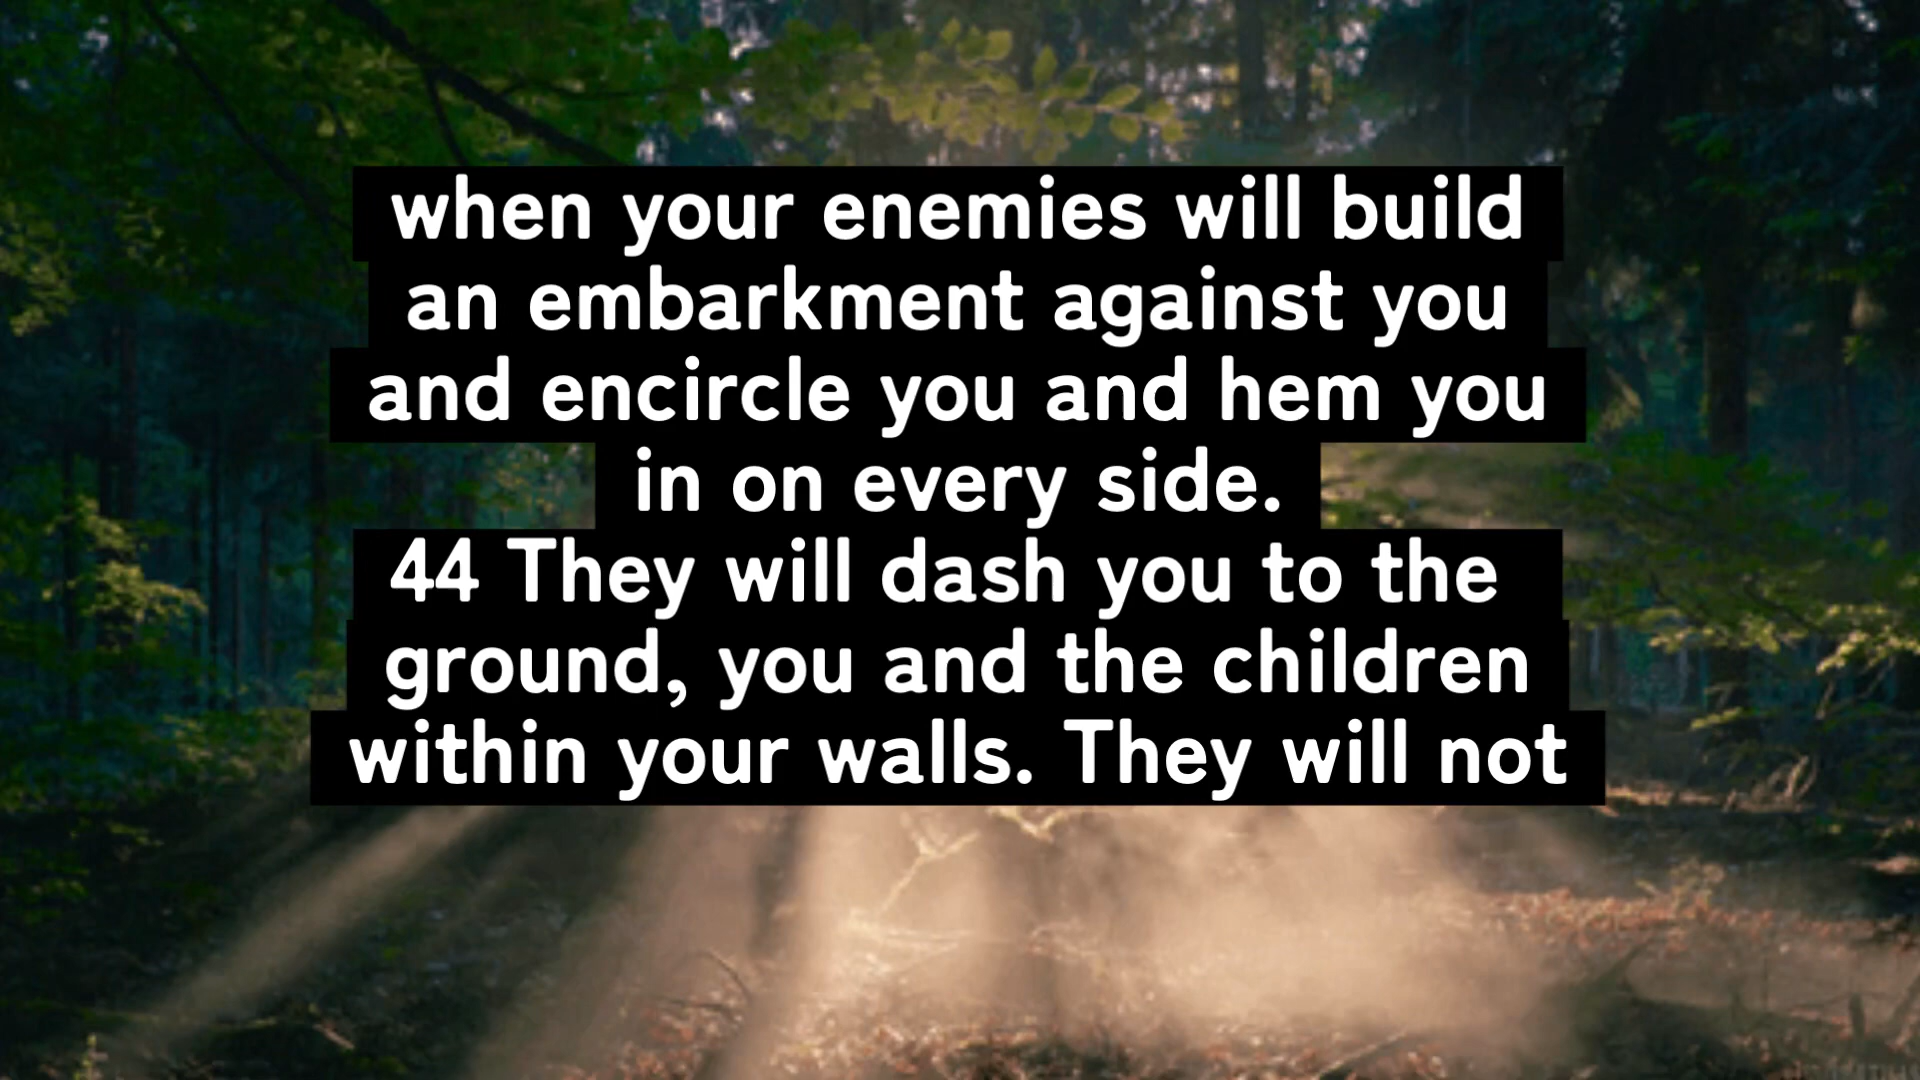 when your enemies will build
an embarkment against you
and encircle you and hem you
in on every side.
44 They will dash you to the
ground, you and the children
within your walls. They will not